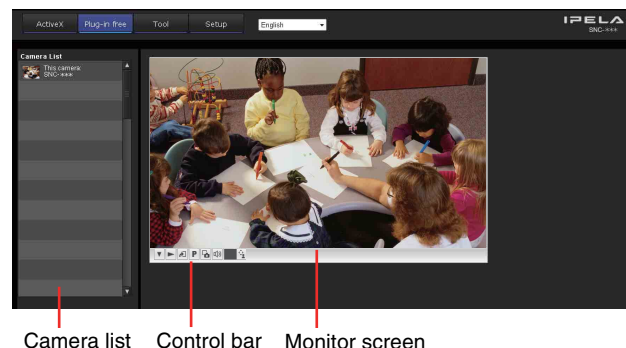 ActiveX Plug-in free Tool Setup English
IPELA
SNC-***
Camera List
This camera:
SNC-***
P
Camera list Control bar Monitor screen